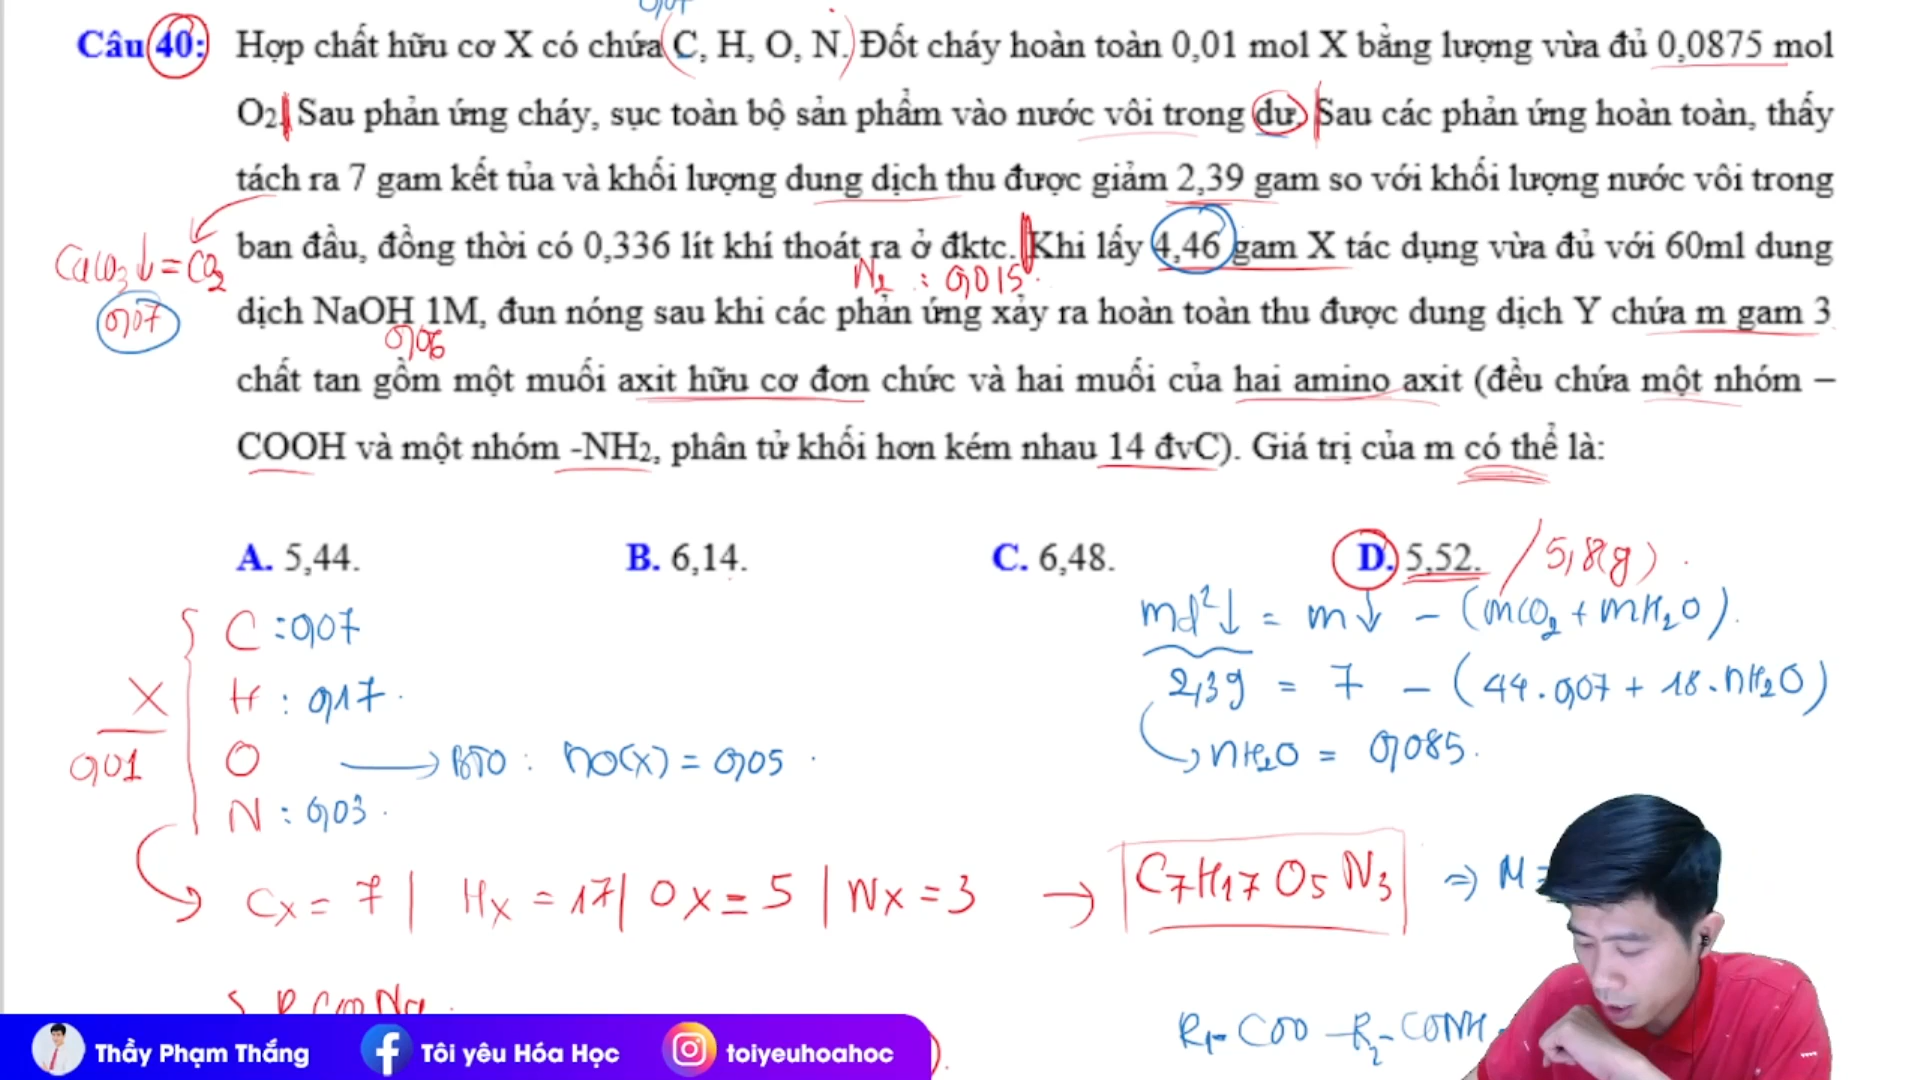 0,07
Câu 40: Hợp chất hữu cơ X có chứa C, H, O, N. Đốt cháy hoàn toàn 0,01 mol X bằng lượng vừa đủ 0,0875 mol
O2. Sau phản ứng cháy, sục toàn bộ sản phẩm vào nước vôi trong dư. Sau các phản ứng hoàn toàn, thấy
tách ra 7 gam kết tủa và khối lượng dung dịch thu được giảm 2,39 gam so với khối lượng nước vôi trong
ban đầu, đồng thời có 0,336 lít khí thoát ra ở đktc. Khi lấy 4,46 gam X tác dụng vừa đủ với 60ml dung
CaCO3↓ = CO2
N2 : 0,015
dịch NaOH 1M, đun nóng sau khi các phản ứng xảy ra hoàn toàn thu được dung dịch Y chứa m gam 3
0,07
0,06
chất tan gồm một muối axit hữu cơ đơn chức và hai muối của hai amino axit (đều chứa một nhóm –
COOH và một nhóm -NH2, phân tử khối hơn kém nhau 14 đvC). Giá trị của m có thể là:
A. 5,44. B. 6,14. C. 6,48. D. 5,52. / 5,8(g)
C : 0,07
md²↓ = m↓ - (mCO2 + mH2O).
X H : 0,17.
2,39 = 7 - (44.0,07 + 18.nH2O)
0,01 O → BTO : nO(X) = 0,05
nH2O = 0,085.
N : 0,03
Cx = 7 | Hx = 17 | Ox = 5 | Nx = 3 → C7H17O5N3 ⇒ M =
RCOONa
R1-COO-R2-CONH-
Thầy Phạm Thắng Tôi yêu Hóa Học toiyeuhoahoc